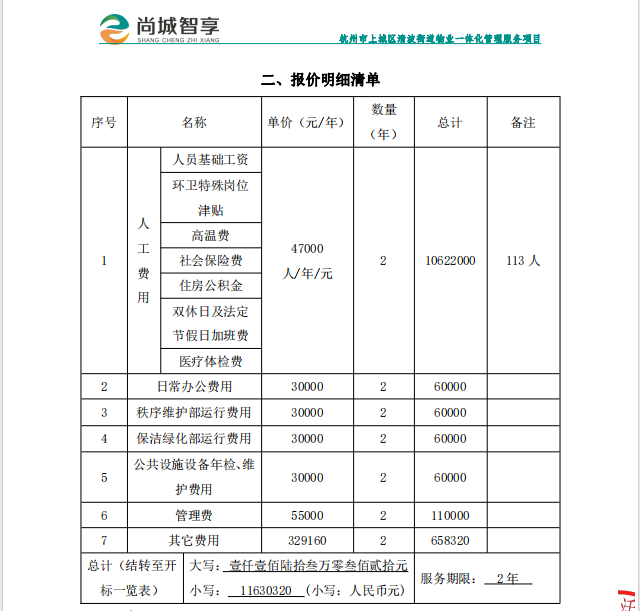 尚城智享
SHANG CHENG ZHI XIANG
杭州市上城区清波街道物业一体化管理服务项目
二、报价明细清单
序号 名称 单价（元/年） 数量（年） 总计 备注
1 人工费用 47000 人/年/元 2 10622000 113 人
人员基础工资
环卫特殊岗位
津贴
高温费
社会保险费
住房公积金
双休日及法定
节假日加班费
医疗体检费
2 日常办公费用 30000 2 60000
3 秩序维护部运行费用 30000 2 60000
4 保洁绿化部运行费用 30000 2 60000
5 公共设施设备年检、维护费用 30000 2 60000
6 管理费 55000 2 110000
7 其它费用 329160 2 658320
总计（结转至开标一览表）
大写：壹仟壹佰陆拾叁万零叁佰贰拾元
小写：11630320（小写：人民币元）
服务期限：2 年